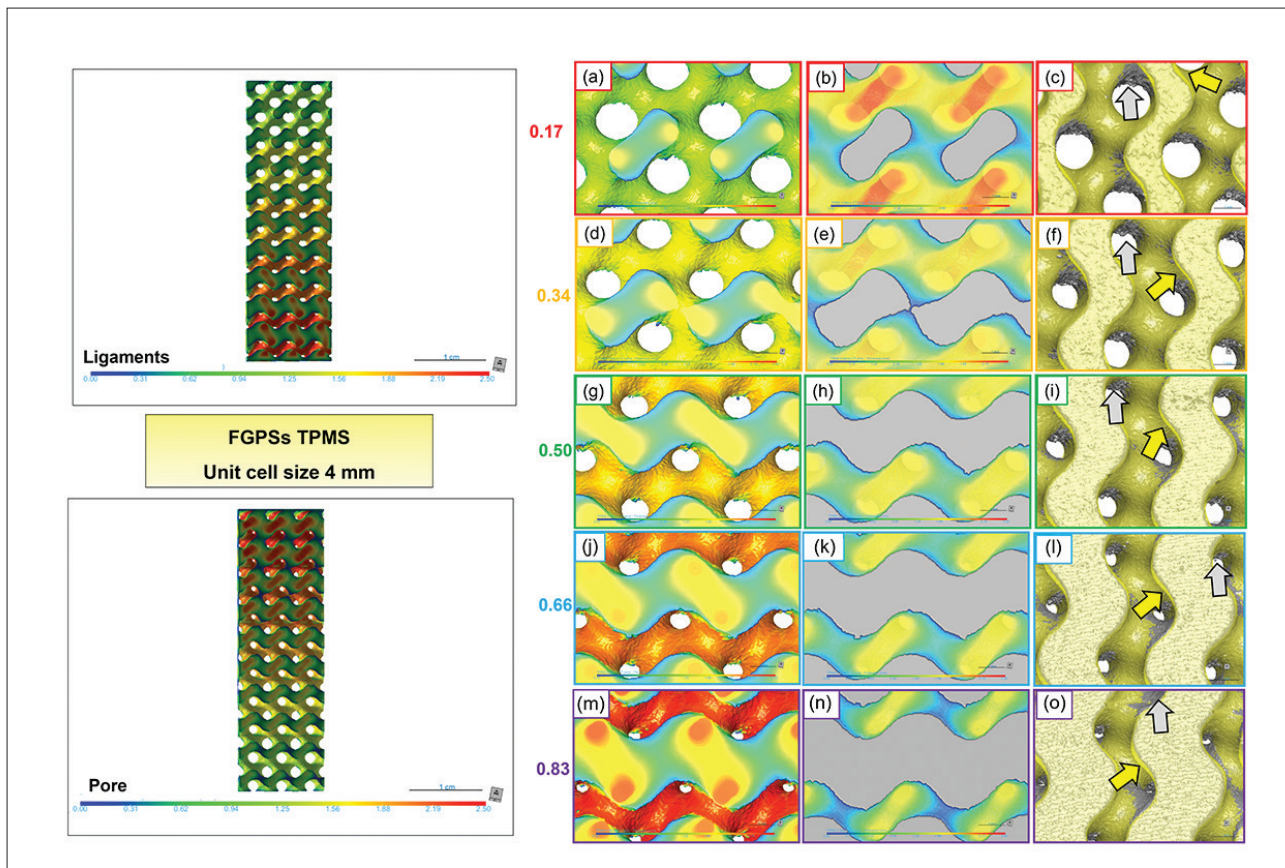 Ligaments
1 cm
0.00 0.31 0.62 0.94 1.25 1.56 1.88 2.19 2.50
FGPSs TPMS
Unit cell size 4 mm
Pore
1 cm
0.00 0.31 0.62 0.94 1.25 1.56 1.88 2.19 2.50
0.17
(a) (b) (c)
0.34
(d) (e) (f)
0.50
(g) (h) (i)
0.66
(j) (k) (l)
0.83
(m) (n) (o)